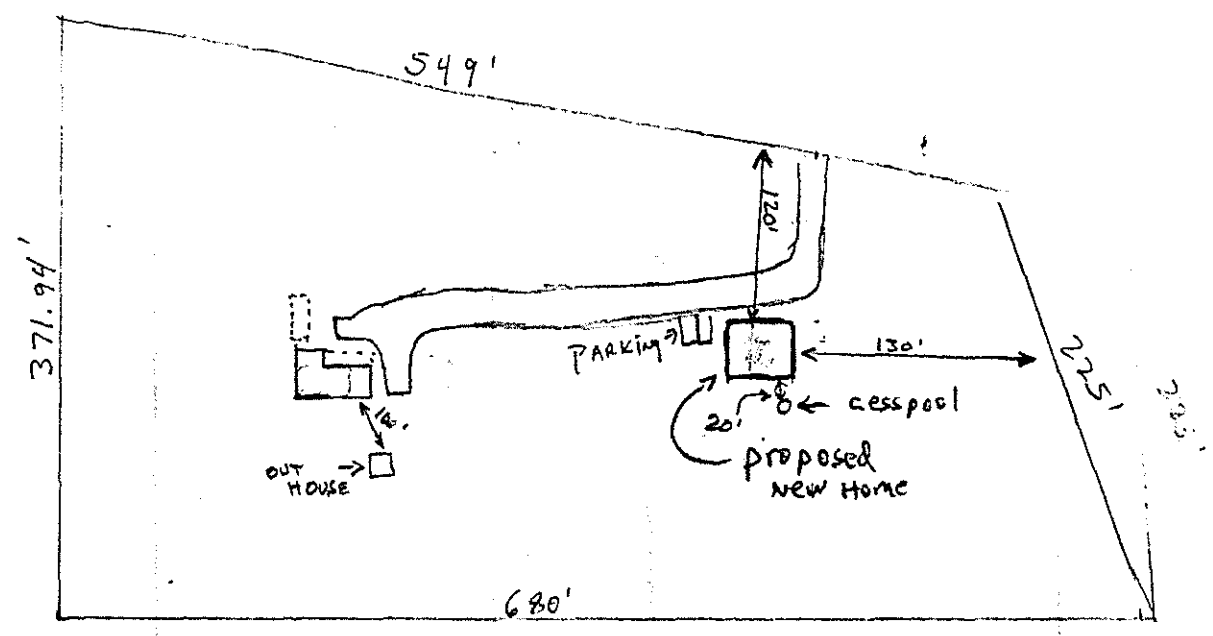 549'
120'
371.94'
PARKING
130'
225'
20'
cesspool
proposed
New Home
OUT
HOUSE
680'